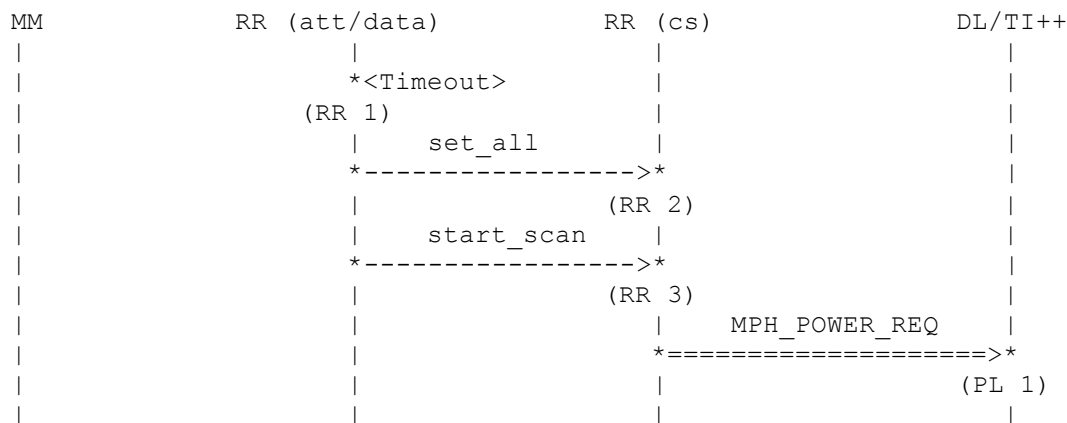 MM RR (att/data) RR (cs) DL/TI++
| | | |
| *<Timeout> | |
| (RR 1) | |
| | set_all | |
| *----------------->* |
| | (RR 2) |
| | start_scan | |
| *----------------->* |
| | (RR 3) |
| | | MPH_POWER_REQ |
| | *====================>*
| | | (PL 1)
| | | |